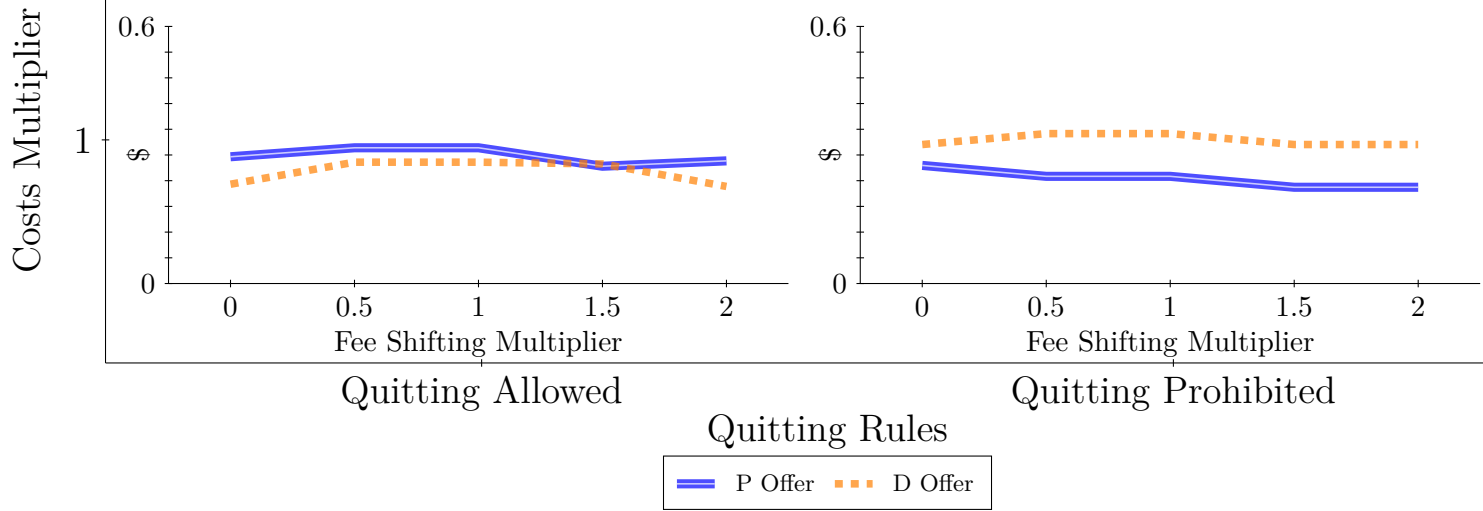 Costs Multiplier
1
0.6
$
0
0 0.5 1 1.5 2
Fee Shifting Multiplier
0.6
$
0
0 0.5 1 1.5 2
Fee Shifting Multiplier
Quitting Allowed Quitting Prohibited
Quitting Rules
P Offer D Offer